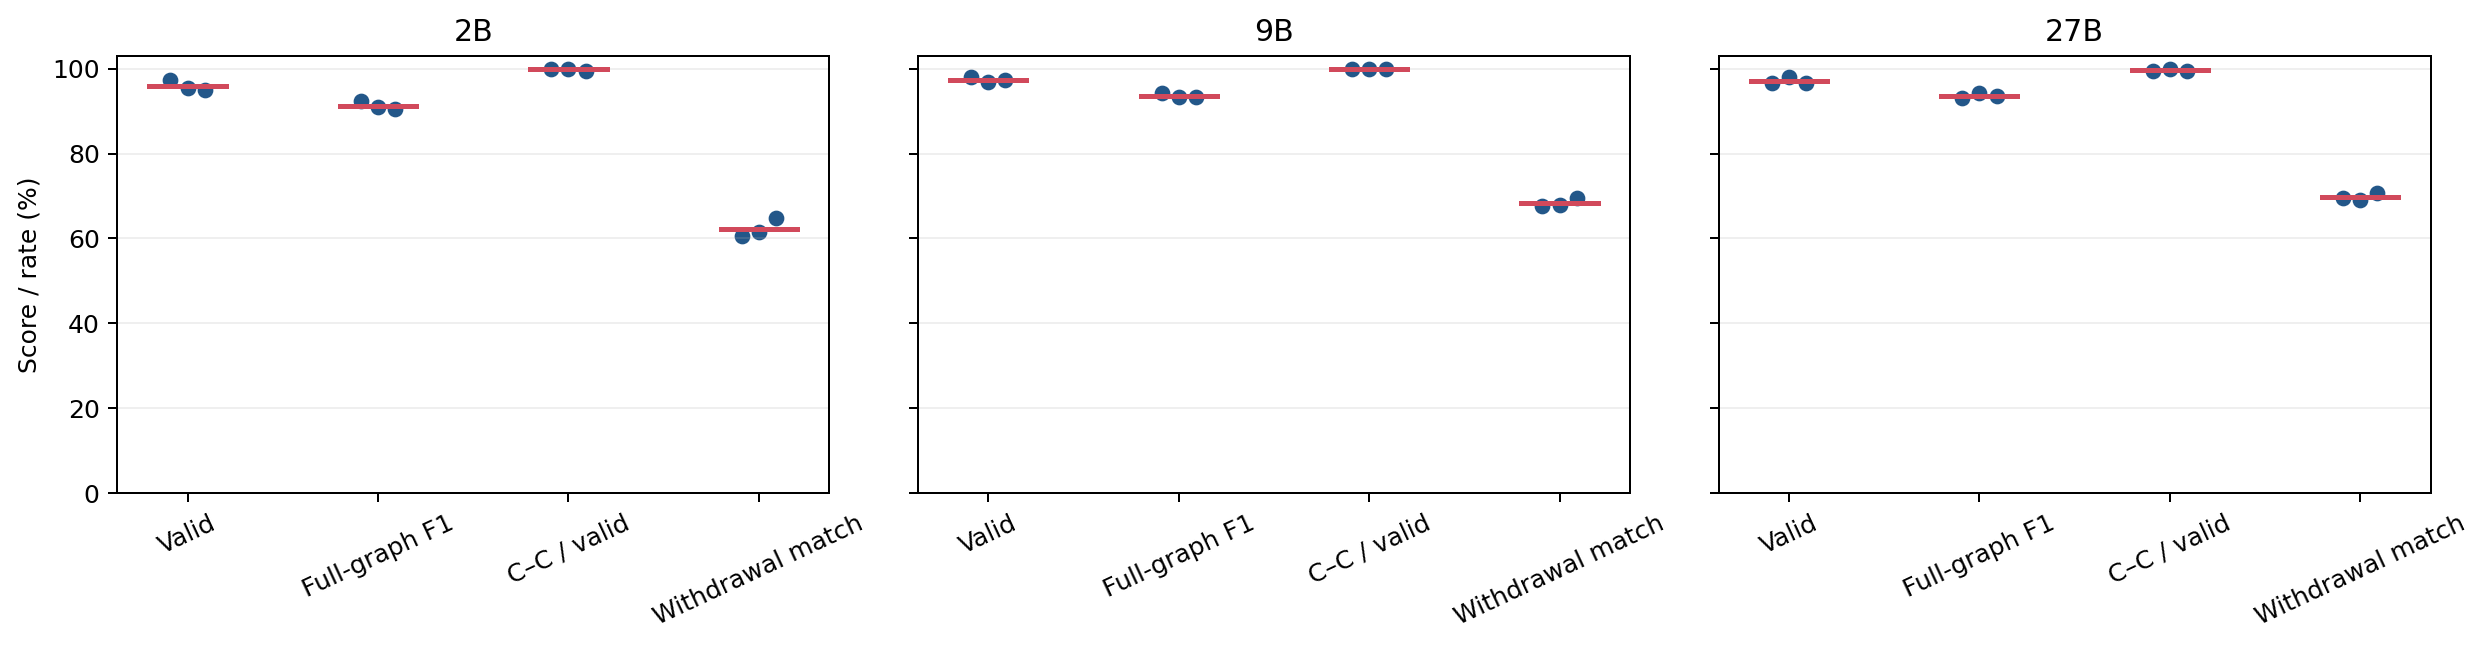 2B
9B
27B
Score / rate (%)
100
80
60
40
20
0
Valid
Full-graph F1
C–C / valid
Withdrawal match
Valid
Full-graph F1
C–C / valid
Withdrawal match
Valid
Full-graph F1
C–C / valid
Withdrawal match